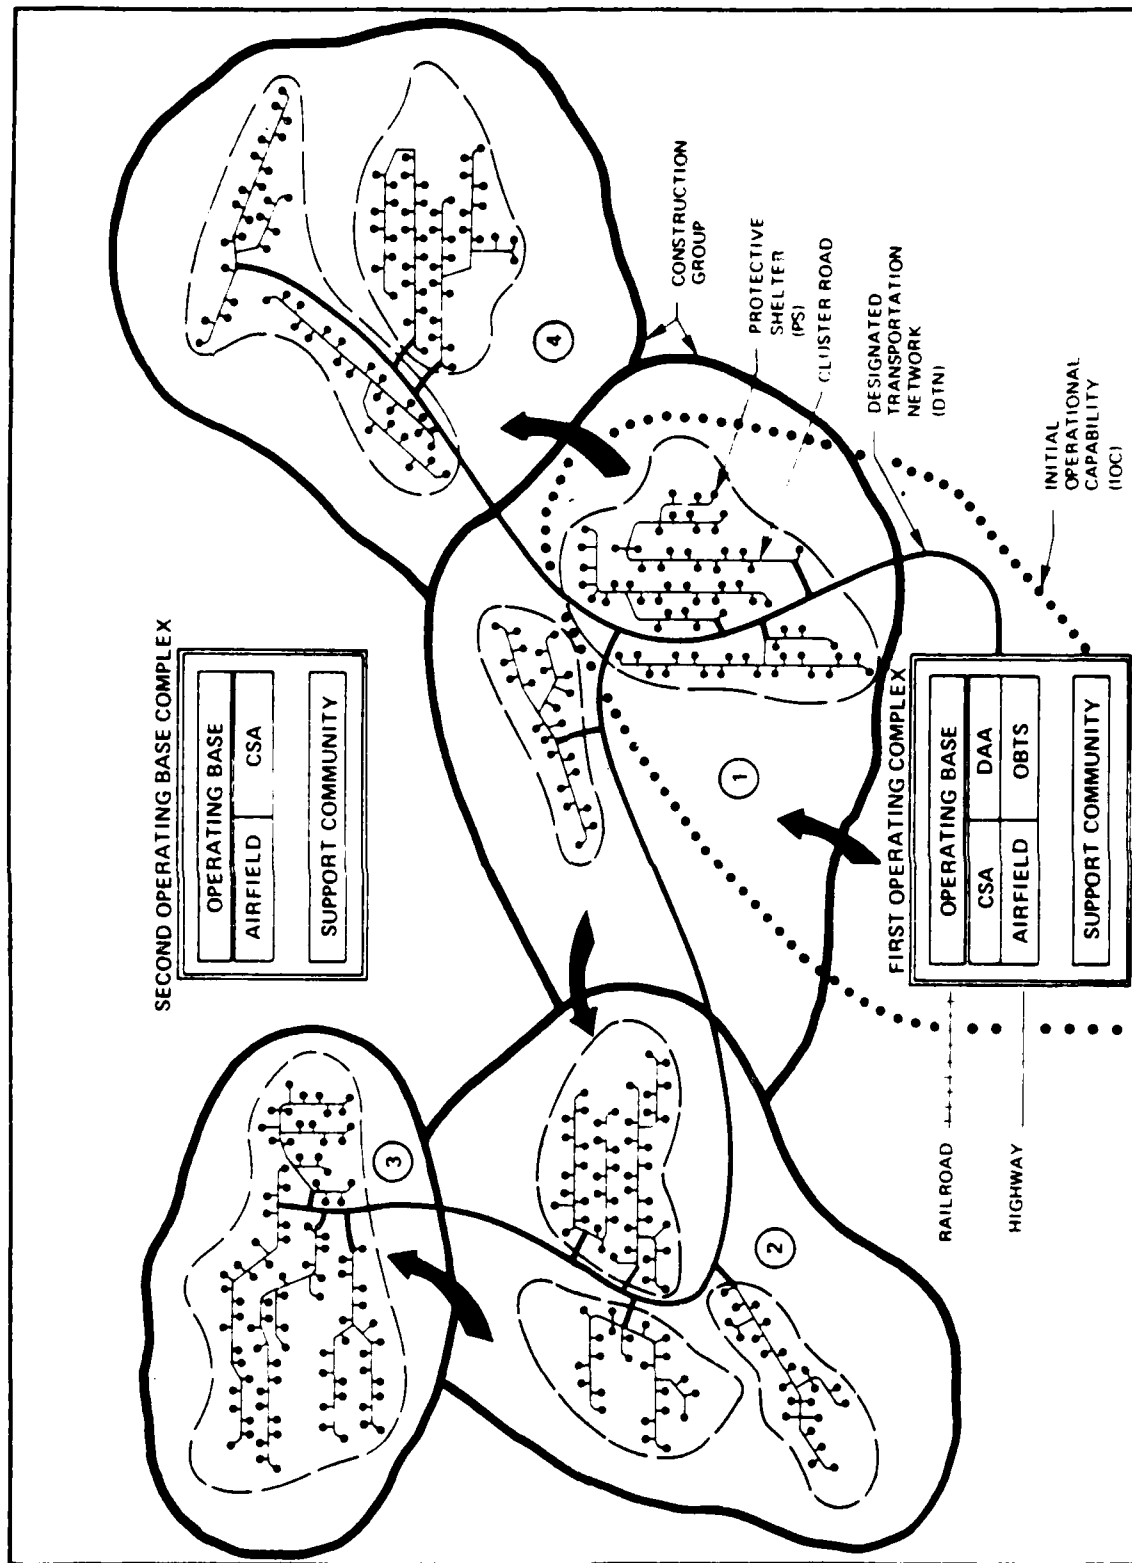 SECOND OPERATING BASE COMPLEX
OPERATING BASE
AIRFIELD
CSA
SUPPORT COMMUNITY
4
3
1
2
CONSTRUCTION
GROUP
PROTECTIVE
SHELTER
(PS)
CLUSTER ROAD
DESIGNATED
TRANSPORTATION
NETWORK
(DTN)
INITIAL
OPERATIONAL
CAPABILITY
(IOC)
FIRST OPERATING COMPLEX
OPERATING BASE
CSA
DAA
AIRFIELD
OBTS
SUPPORT COMMUNITY
RAILROAD
HIGHWAY